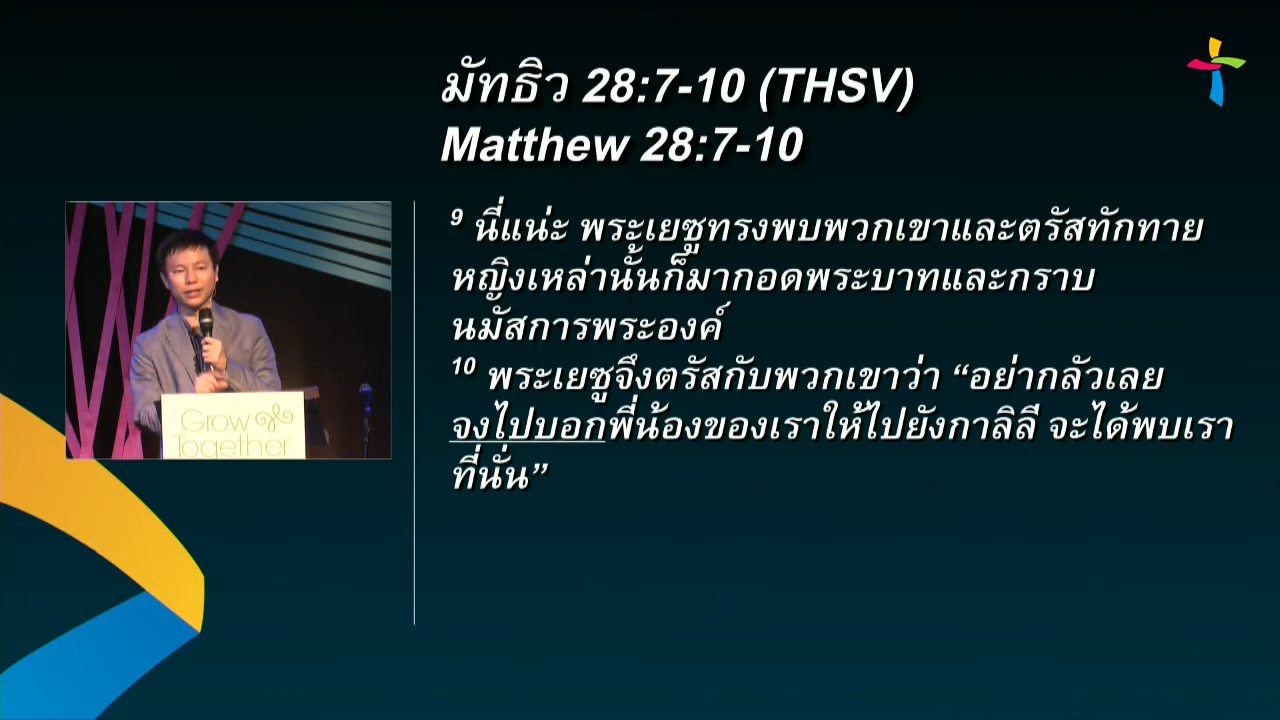 มัทธิว 28:7-10 (THSV)
Matthew 28:7-10
9 นี่แน่ะ พระเยซูทรงพบพวกเขาและตรัสทักทาย
หญิงเหล่านั้นก็มากอดพระบาทและกราบ
นมัสการพระองค์
10 พระเยซูจึงตรัสกับพวกเขาว่า “อย่ากลัวเลย
จงไปบอกพี่น้องของเราให้ไปยังกาลิลี จะได้พบเรา
ที่นั่น”
Grow
Together